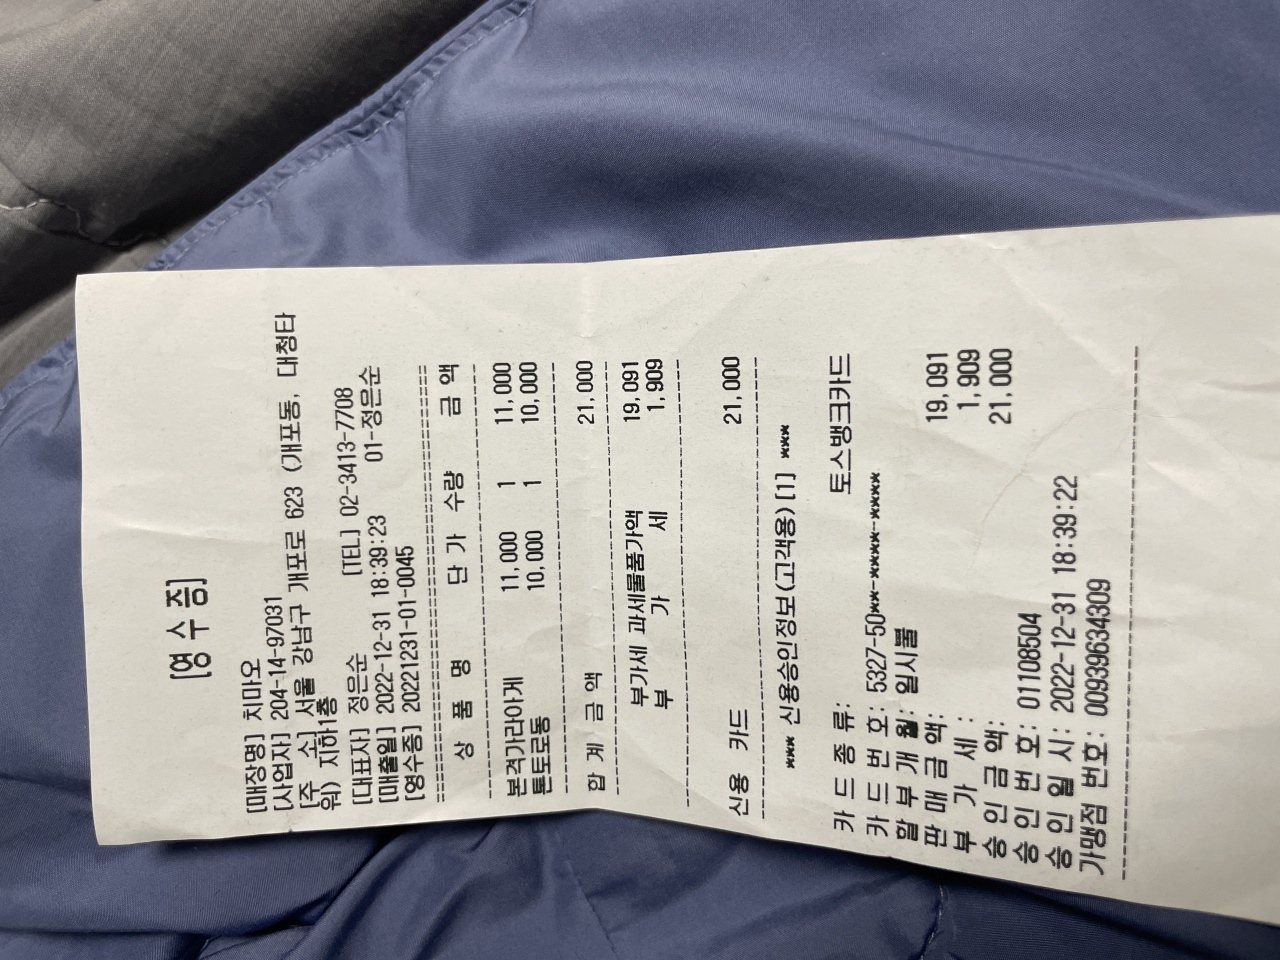 [영수증]
[매장명] 치마오
[사업자] 204-14-97031
[주 소] 서울 강남구 개포로 623 (개포동, 대청타
워) 지하1층
[대표자] 정은순 [TEL] 02-3413-7708
[매출일] 2022-12-31 18:39:23 01-정은순
[영수증] 20221231-01-0045
상 품 명 단 가 수량 금 액
본격가라아게 11,000 1 11,000
톨토로동 10,000 1 10,000
합 계 금 액 21,000
부가세 과세물품가액 19,091
부 가 세 1,909
신용 카드 21,000
*** 신용승인정보(고객용) [1] ***
카 드 종 류: 토스뱅크카드
카 드 번 호: 5327-50**-****-****
할 부 개 월: 일시불
판 매 금 액: 19,091
부 가 세 : 1,909
승 인 금 액: 21,000
승 인 번 호: 01108504
승 인 일 시: 2022-12-31 18:39:22
가맹점 번호: 00939634309